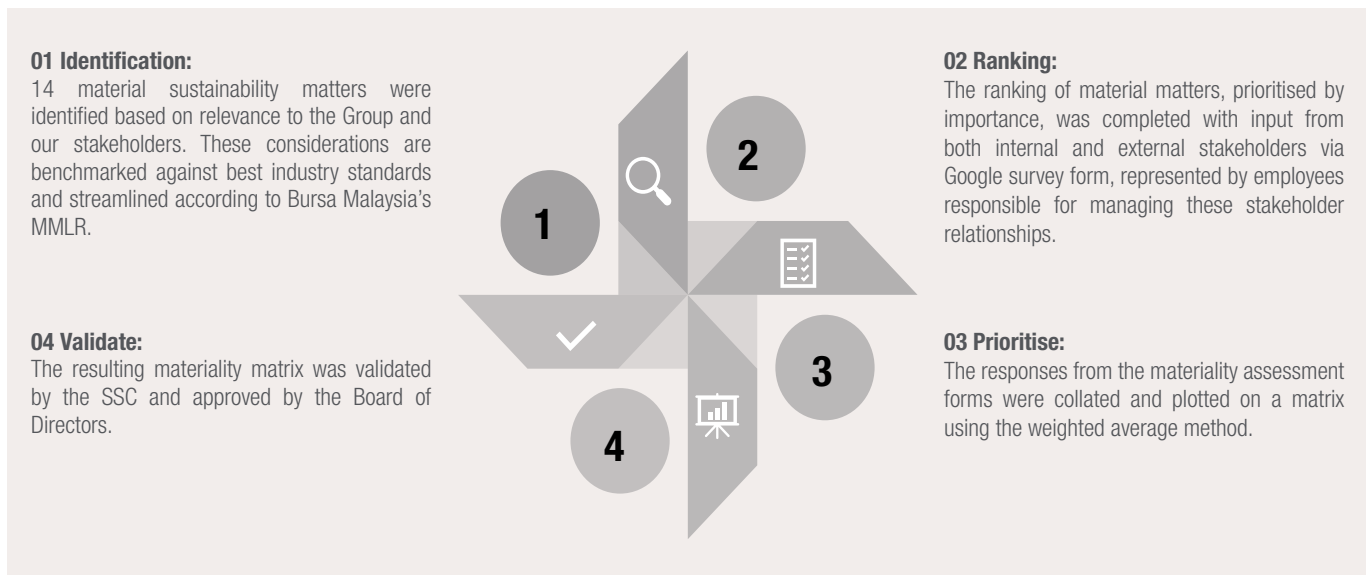 01 Identification:
14 material sustainability matters were
identified based on relevance to the Group and
our stakeholders. These considerations are
benchmarked against best industry standards
and streamlined according to Bursa Malaysia's
MMLR.
1
2
02 Ranking:
The ranking of material matters, prioritised by
importance, was completed with input from
both internal and external stakeholders via
Google survey form, represented by employees
responsible for managing these stakeholder
relationships.
3
03 Prioritise:
The responses from the materiality assessment
forms were collated and plotted on a matrix
using the weighted average method.
04 Validate:
The resulting materiality matrix was validated
by the SSC and approved by the Board of
Directors.
4